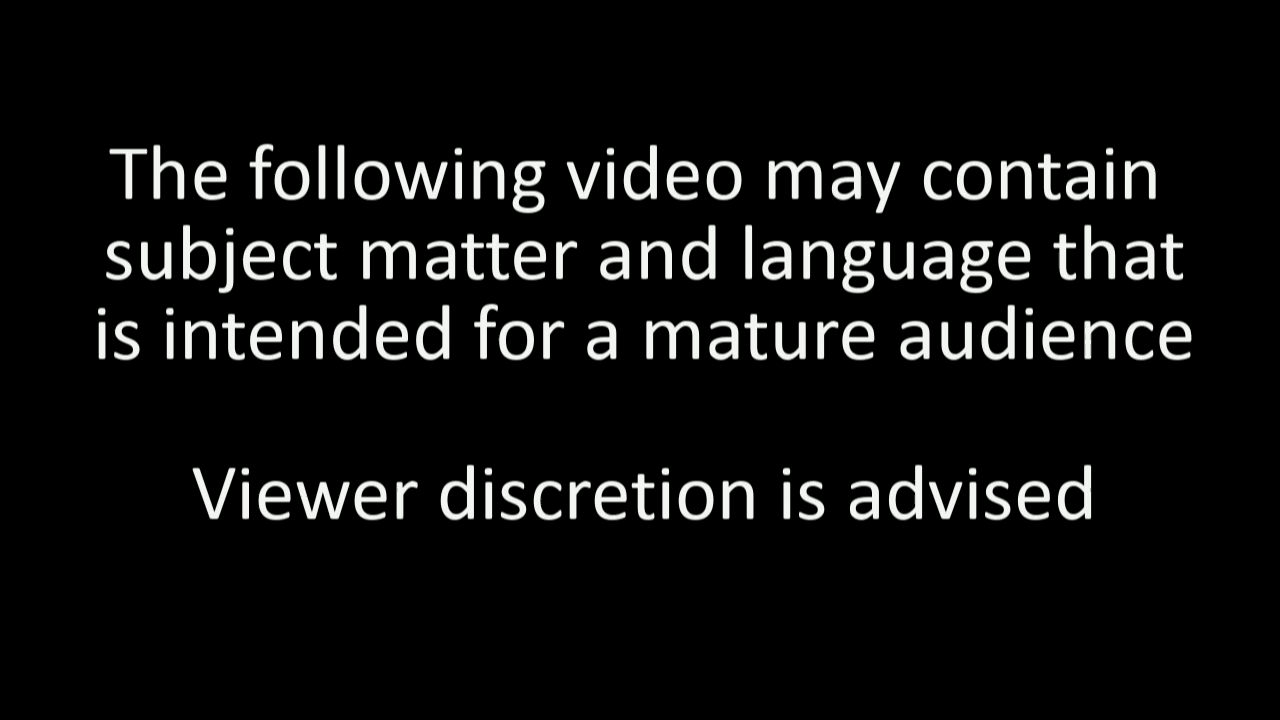 The following video may contain
subject matter and language that
is intended for a mature audience
Viewer discretion is advised